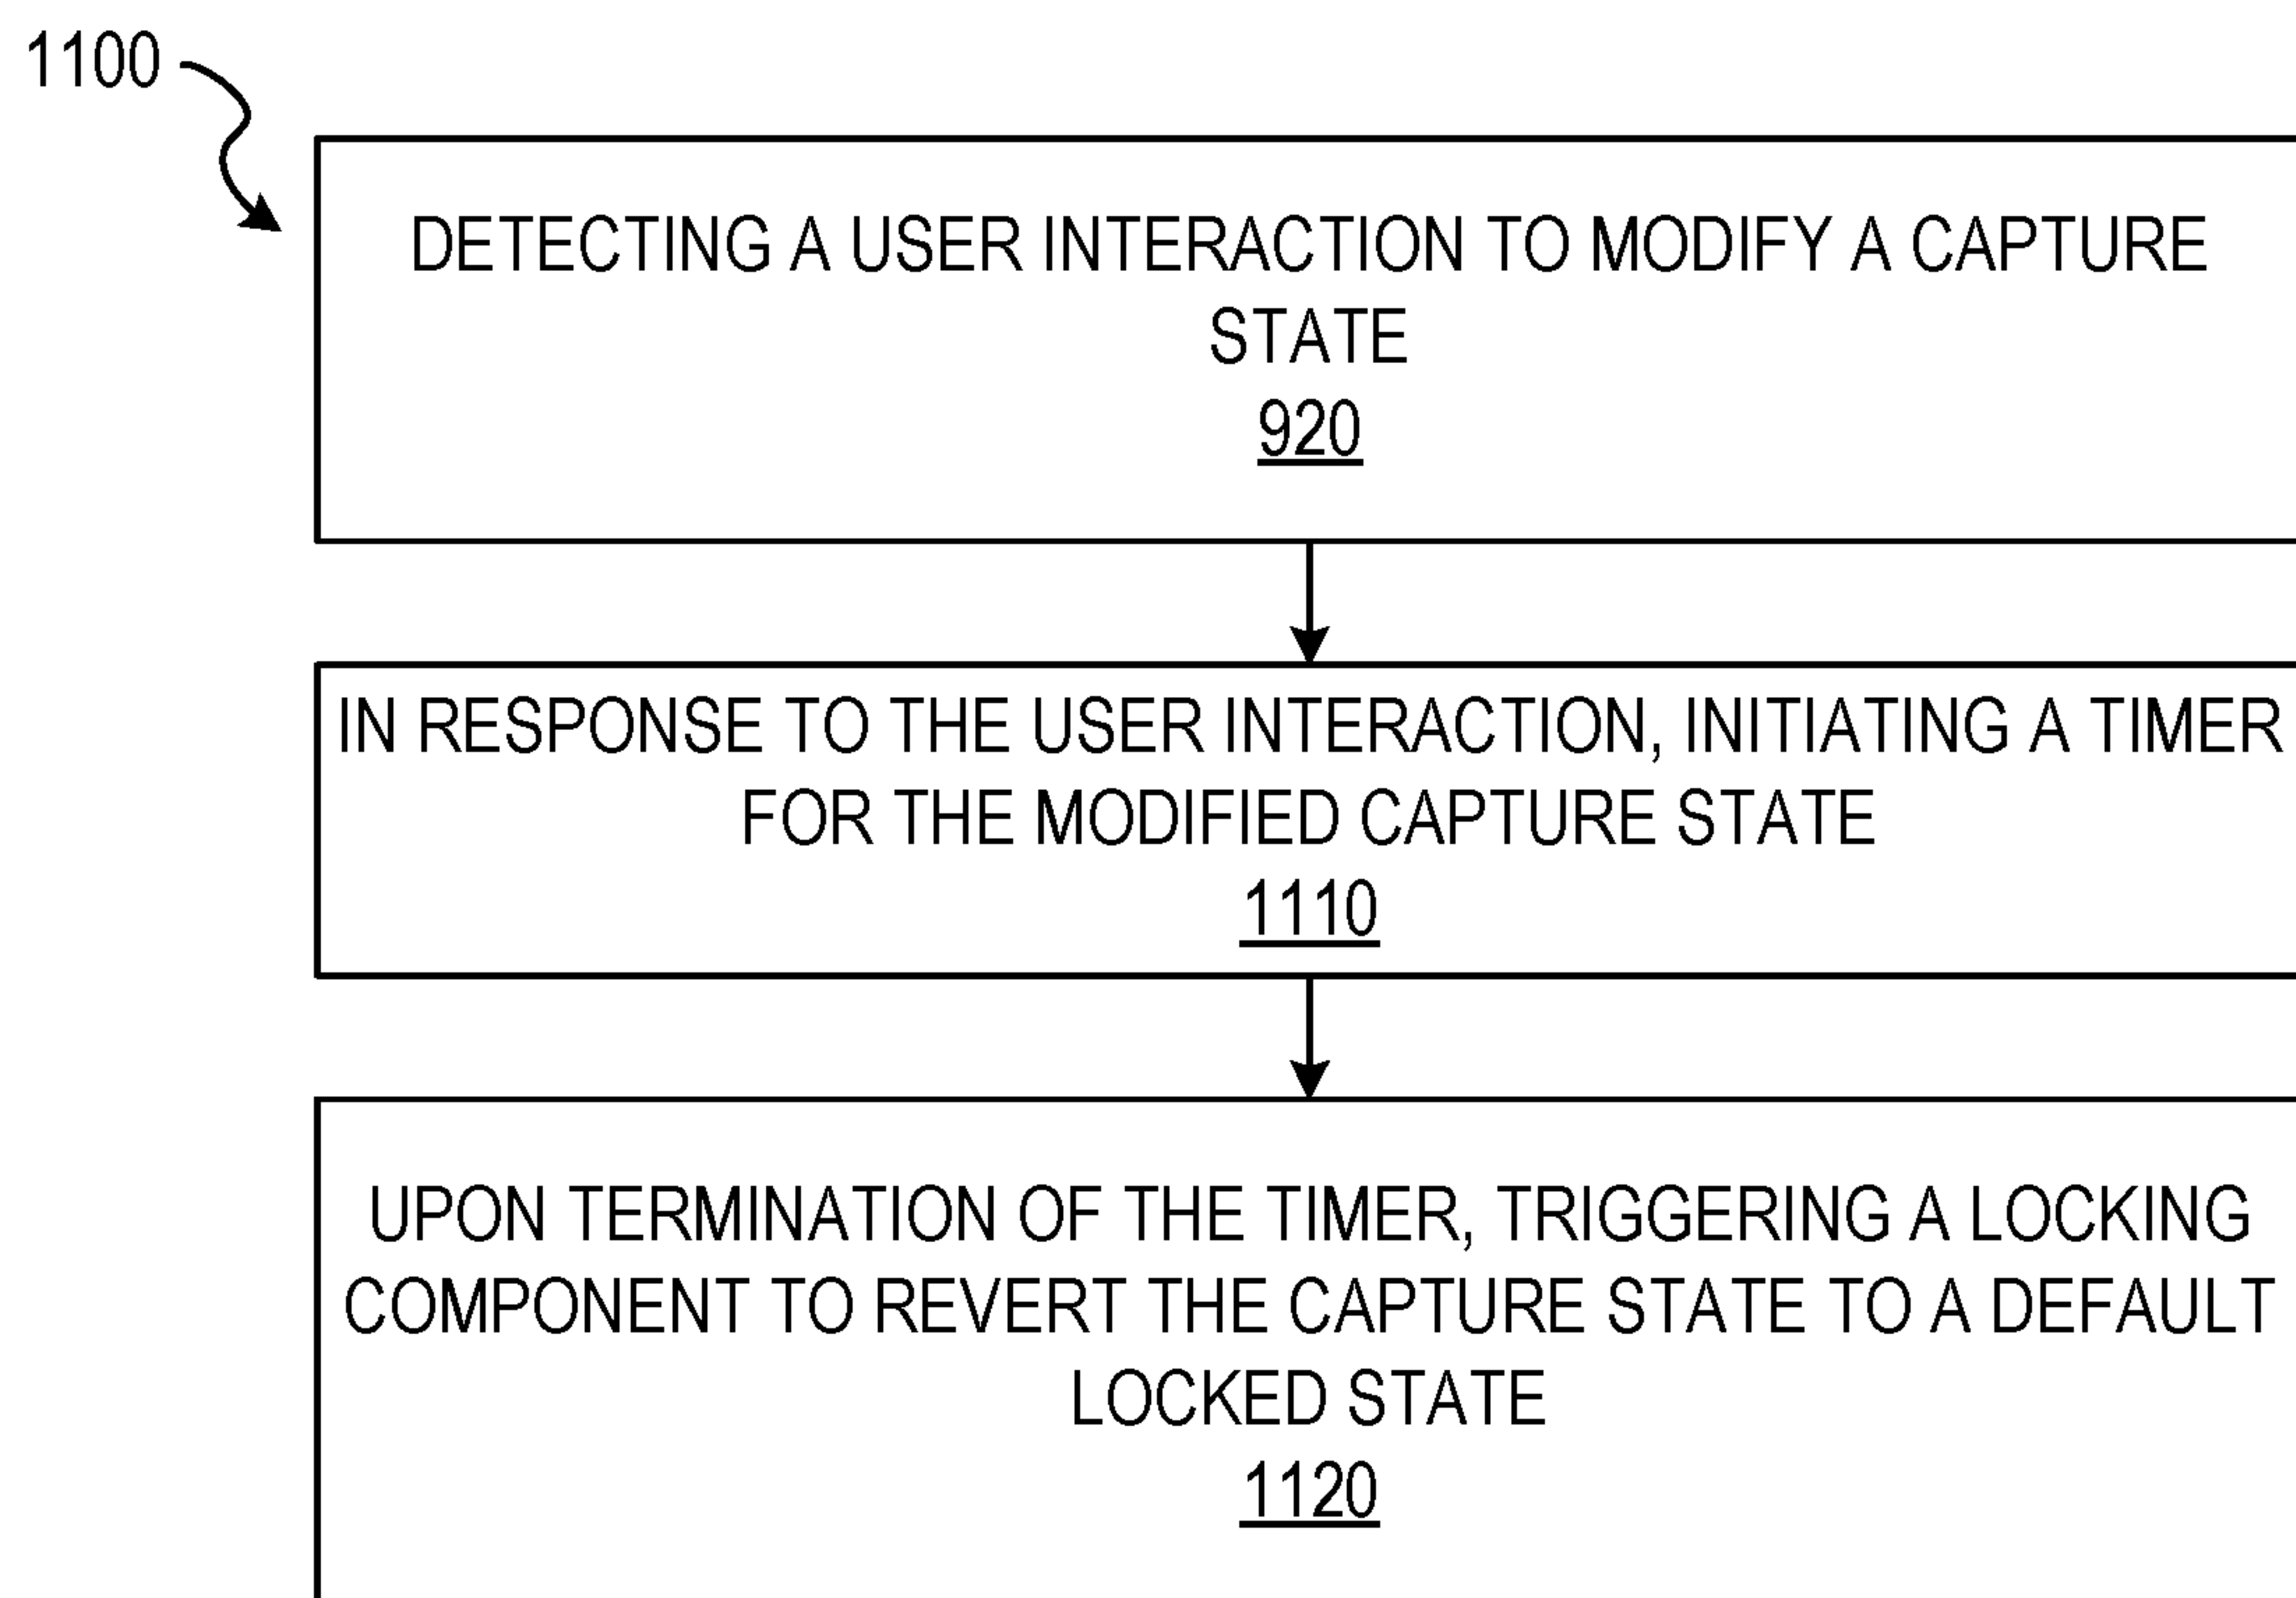 1100
DETECTING A USER INTERACTION TO MODIFY A CAPTURE
STATE
920
IN RESPONSE TO THE USER INTERACTION, INITIATING A TIMER
FOR THE MODIFIED CAPTURE STATE
1110
UPON TERMINATION OF THE TIMER, TRIGGERING A LOCKING
COMPONENT TO REVERT THE CAPTURE STATE TO A DEFAULT
LOCKED STATE
1120